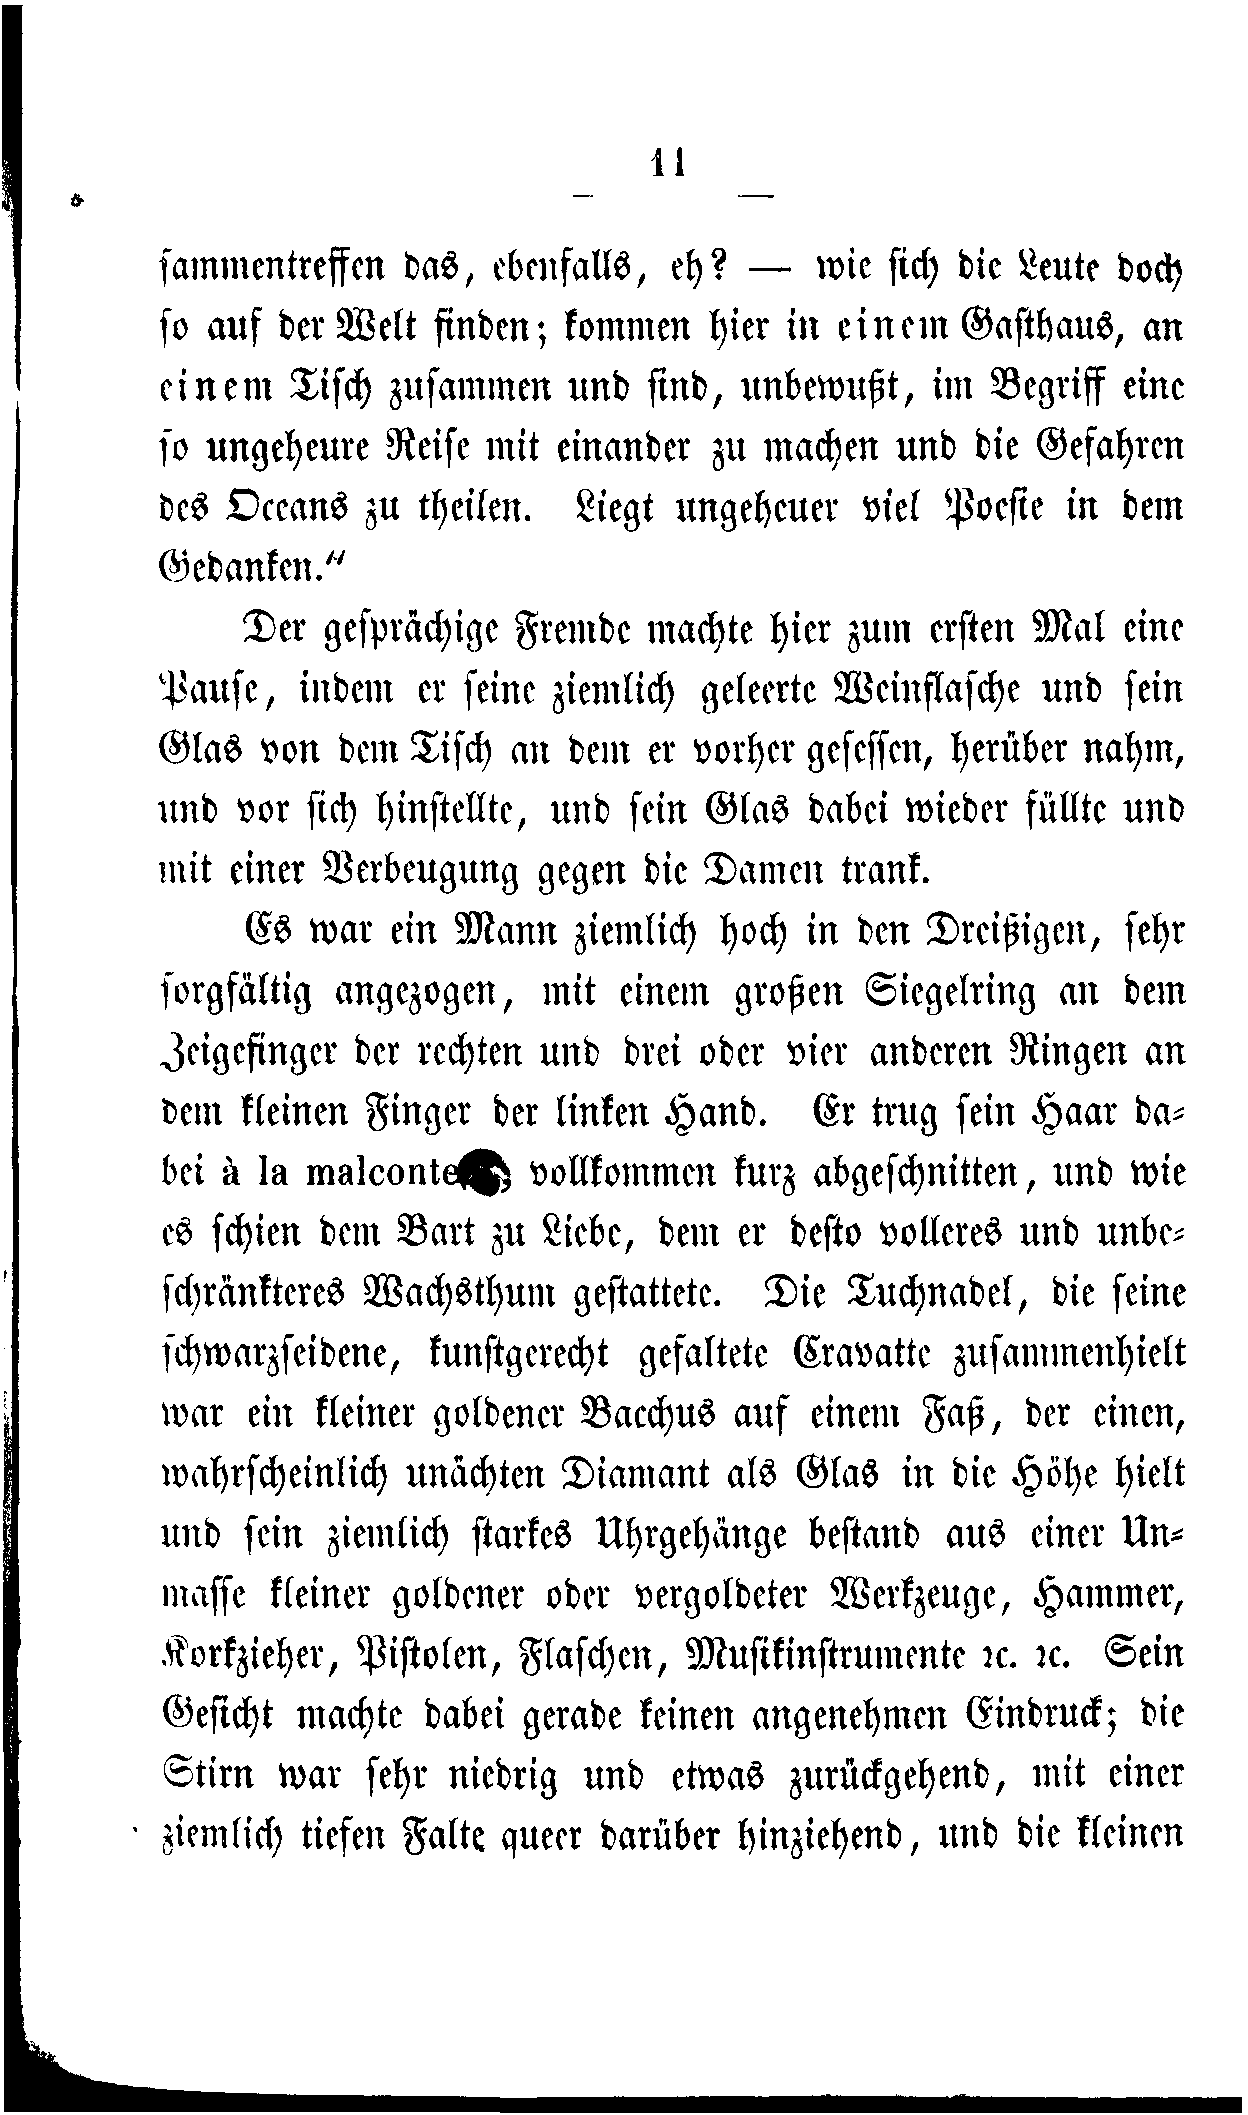 11
sammentreffen das, ebenfalls, eh? — wie sich die Leute doch
so auf der Welt finden; kommen hier in einem Gasthaus, an
einem Tisch zusammen und sind, unbewußt, im Begriff eine
so ungeheure Reise mit einander zu machen und die Gefahren
des Oceans zu theilen. Liegt ungeheuer viel Poesie in dem
Gedanken."
Der gesprächige Fremde machte hier zum ersten Mal eine
Pause, indem er seine ziemlich geleerte Weinflasche und sein
Glas von dem Tisch an dem er vorher gesessen, herüber nahm,
und vor sich hinstellte, und sein Glas dabei wieder füllte und
mit einer Verbeugung gegen die Damen trank.
Es war ein Mann ziemlich hoch in den Dreißigen, sehr
sorgfältig angezogen, mit einem großen Siegelring an dem
Zeigefinger der rechten und drei oder vier anderen Ringen an
dem kleinen Finger der linken Hand. Er trug sein Haar da-
bei à la vollkommen kurz abgeschnitten, und wie
es schien dem Bart zu Liebe, dem er desto volleres und unbe-
schränkteres Wachsthum gestattete. Die Tuchnadel, die seine
schwarzseidene, kunstgerecht gefaltete Cravatte zusammenhielt
war ein kleiner goldener Bacchus auf einem Faß, der einen,
wahrscheinlich unächten Diamant als Glas in die Höhe hielt
und sein ziemlich starkes Uhrgehänge bestand aus einer Un-
masse kleiner goldener oder vergoldeter Werkzeuge, Hammer,
Korkzieher, Pistolen, Flaschen, Musikinstrumente ꝛc. ꝛc. Sein
Gesicht machte dabei gerade keinen angenehmen Eindruck; die
Stirn war sehr niedrig und etwas zurückgehend, mit einer
ziemlich tiefen Falte queer darüber hinziehend, und die kleinen